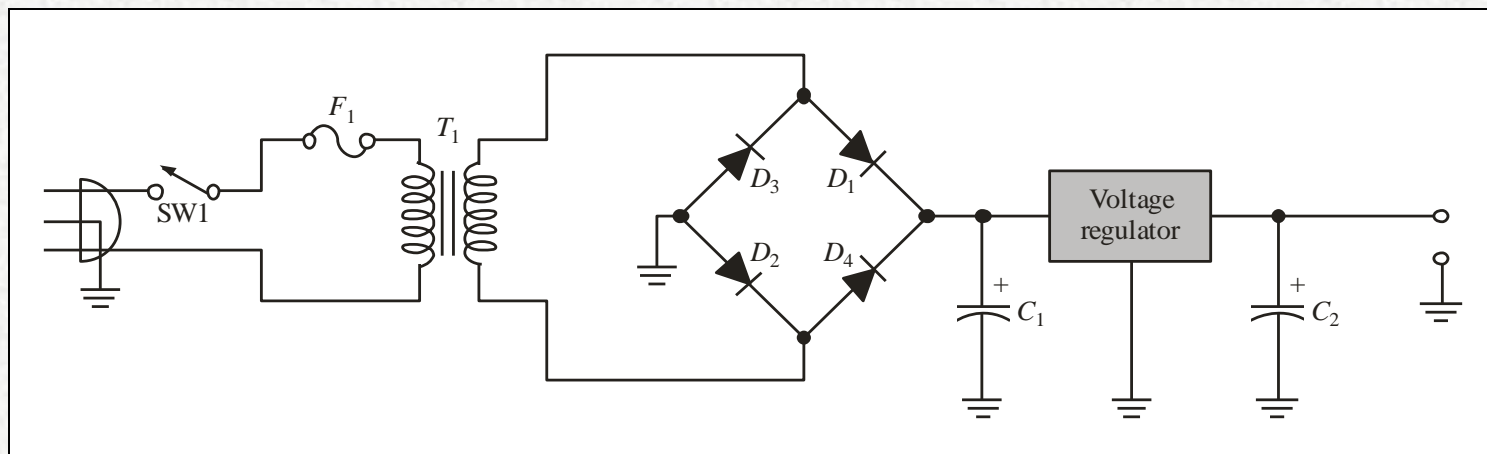 F1
T1
SW1
D3
D1
D2
D4
Voltage
regulator
+
C1
+
C2